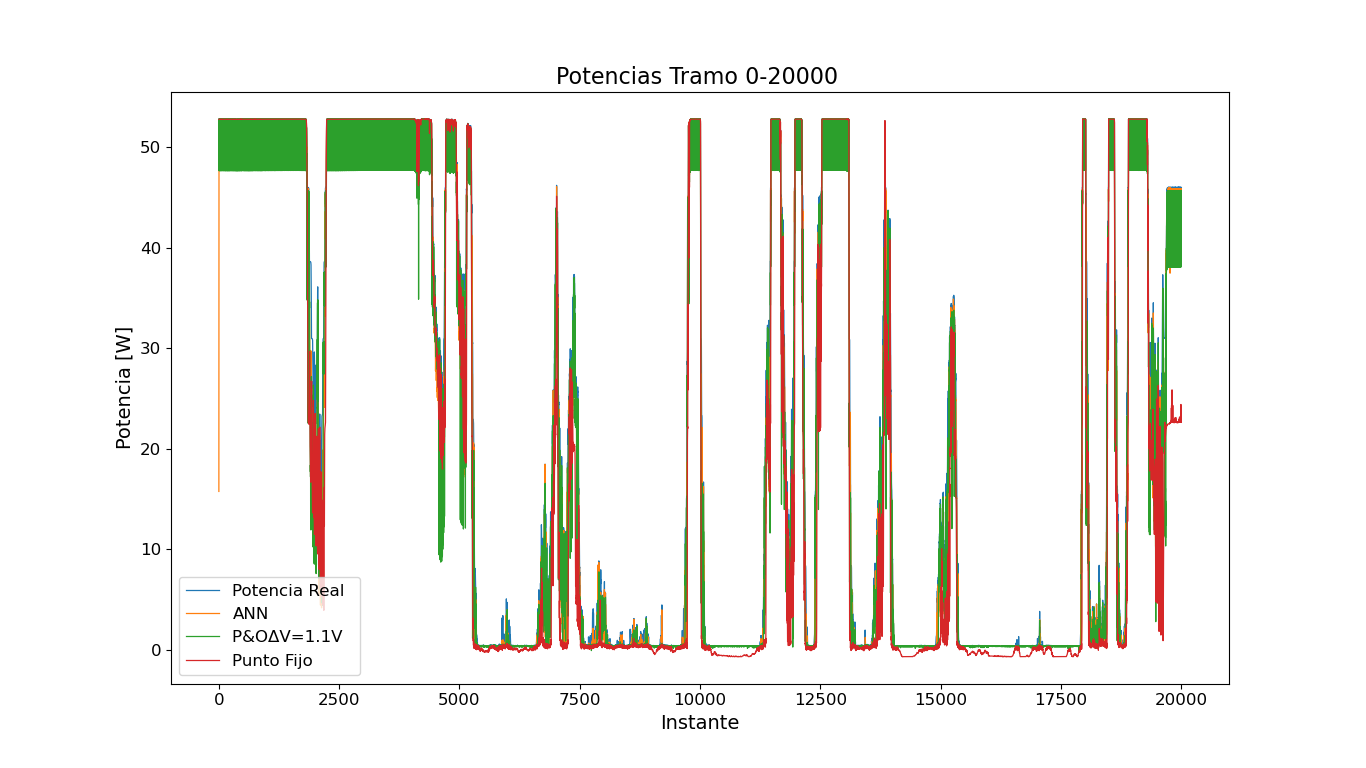 Potencias Tramo 0-20000
Potencia [W]
50
40
30
20
10
0
Potencia Real
ANN
P&OΔV=1.1V
Punto Fijo
0
2500
5000
7500
10000
12500
15000
17500
20000
Instante